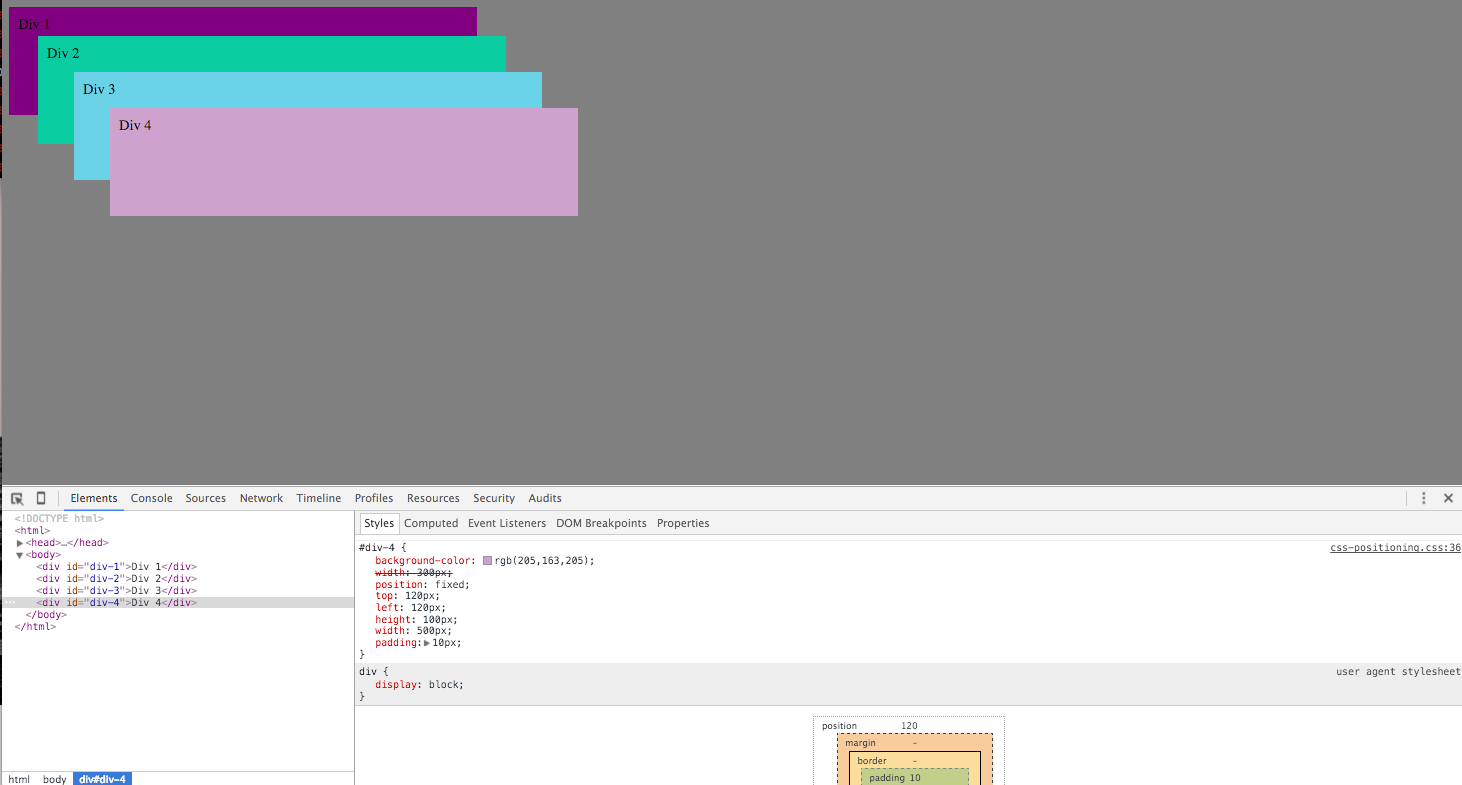 Div 1
Div 2
Div 3
Div 4
Elements Console Sources Network Timeline Profiles Resources Security Audits
<!DOCTYPE html>
<html>
▶<head>…</head>
▼<body>
<div id="div-1">Div 1</div>
<div id="div-2">Div 2</div>
<div id="div-3">Div 3</div>
<div id="div-4">Div 4</div>
</body>
</html>
html body div#div-4
Styles Computed Event Listeners DOM Breakpoints Properties
#div-4 { css-positioning.css:36
background-color: rgb(205,163,205);
width: 300px;
position: fixed;
top: 120px;
left: 120px;
height: 100px;
width: 500px;
padding:▶10px;
}
div { user agent stylesheet
display: block;
}
position 120
margin -
border -
padding 10